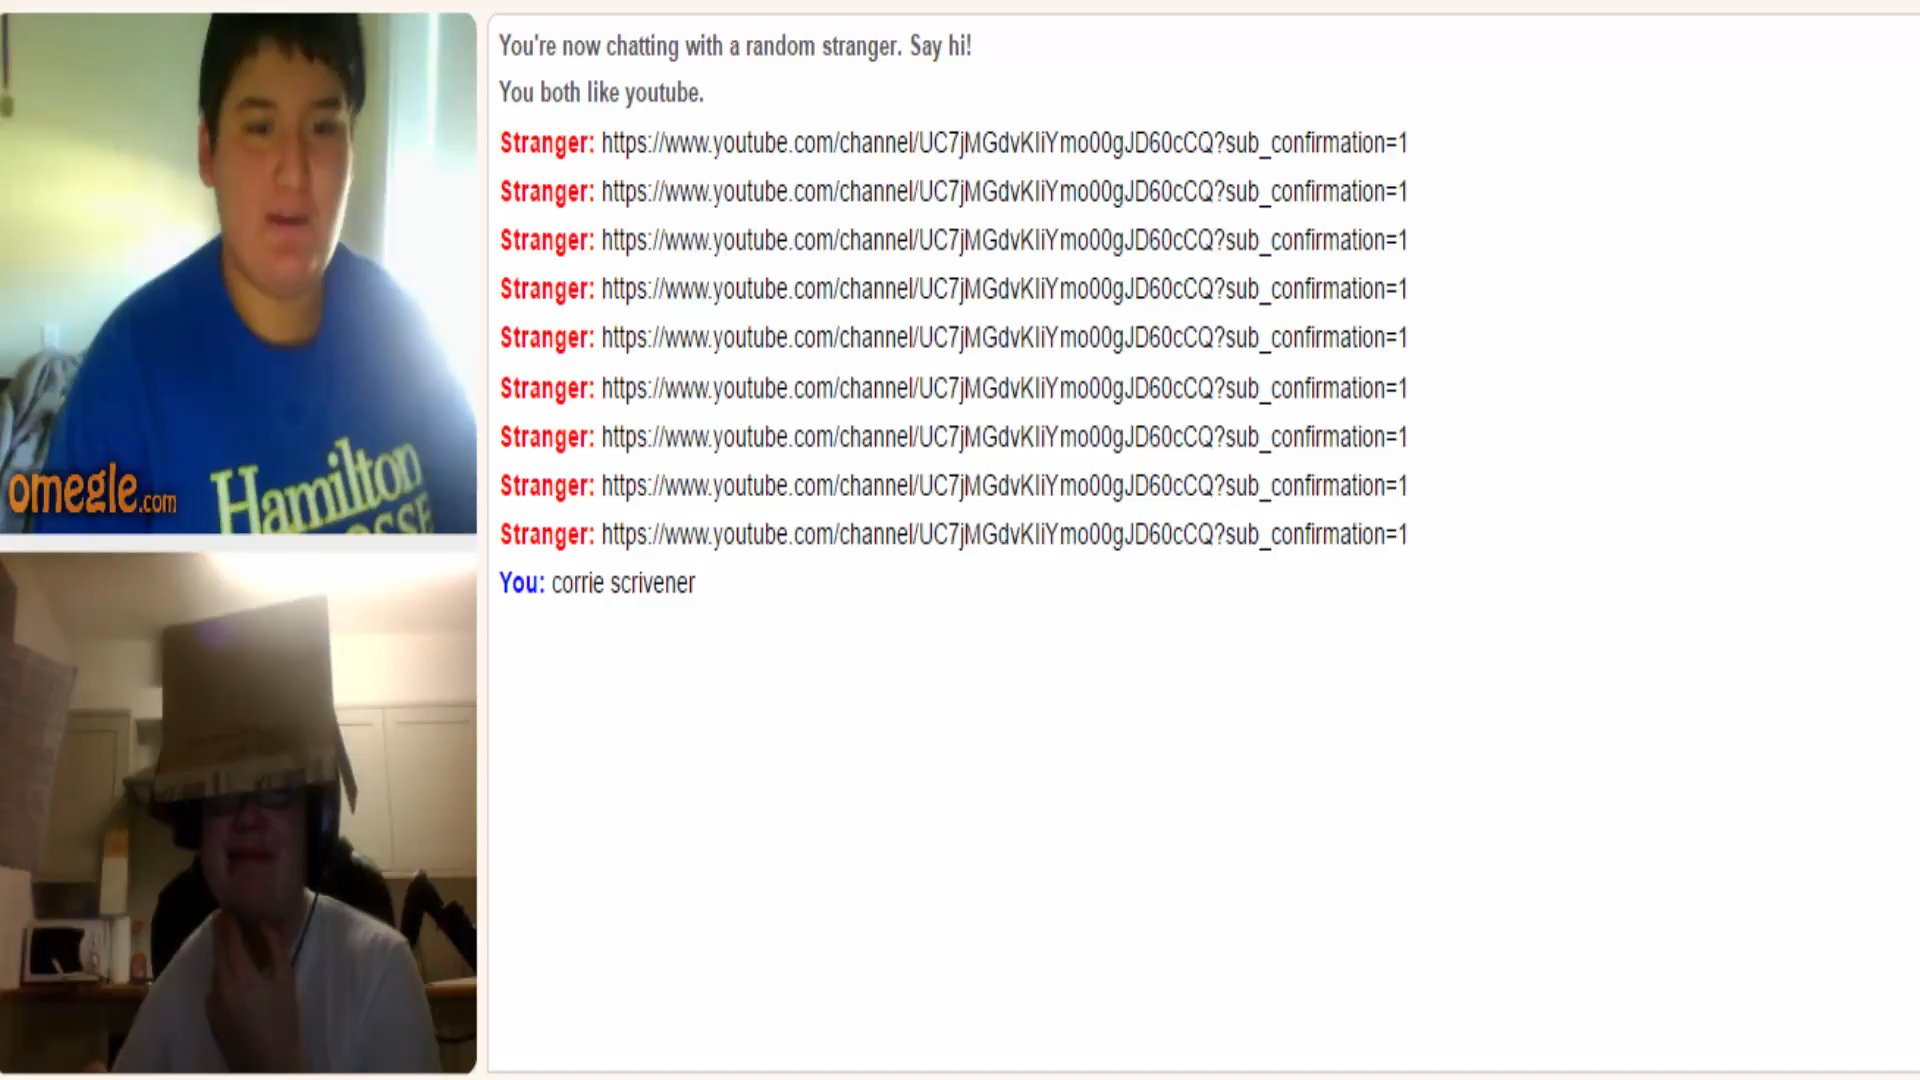 You're now chatting with a random stranger. Say hi!
You both like youtube.
Stranger: https://www.youtube.com/channel/UC7jMGdvKIiYmo00gJD60cCQ?sub_confirmation=1
Stranger: https://www.youtube.com/channel/UC7jMGdvKIiYmo00gJD60cCQ?sub_confirmation=1
Stranger: https://www.youtube.com/channel/UC7jMGdvKIiYmo00gJD60cCQ?sub_confirmation=1
Stranger: https://www.youtube.com/channel/UC7jMGdvKIiYmo00gJD60cCQ?sub_confirmation=1
Stranger: https://www.youtube.com/channel/UC7jMGdvKIiYmo00gJD60cCQ?sub_confirmation=1
Stranger: https://www.youtube.com/channel/UC7jMGdvKIiYmo00gJD60cCQ?sub_confirmation=1
Stranger: https://www.youtube.com/channel/UC7jMGdvKIiYmo00gJD60cCQ?sub_confirmation=1
Stranger: https://www.youtube.com/channel/UC7jMGdvKIiYmo00gJD60cCQ?sub_confirmation=1
Stranger: https://www.youtube.com/channel/UC7jMGdvKIiYmo00gJD60cCQ?sub_confirmation=1
You: corrie scrivener
Hamilton
omegle.com